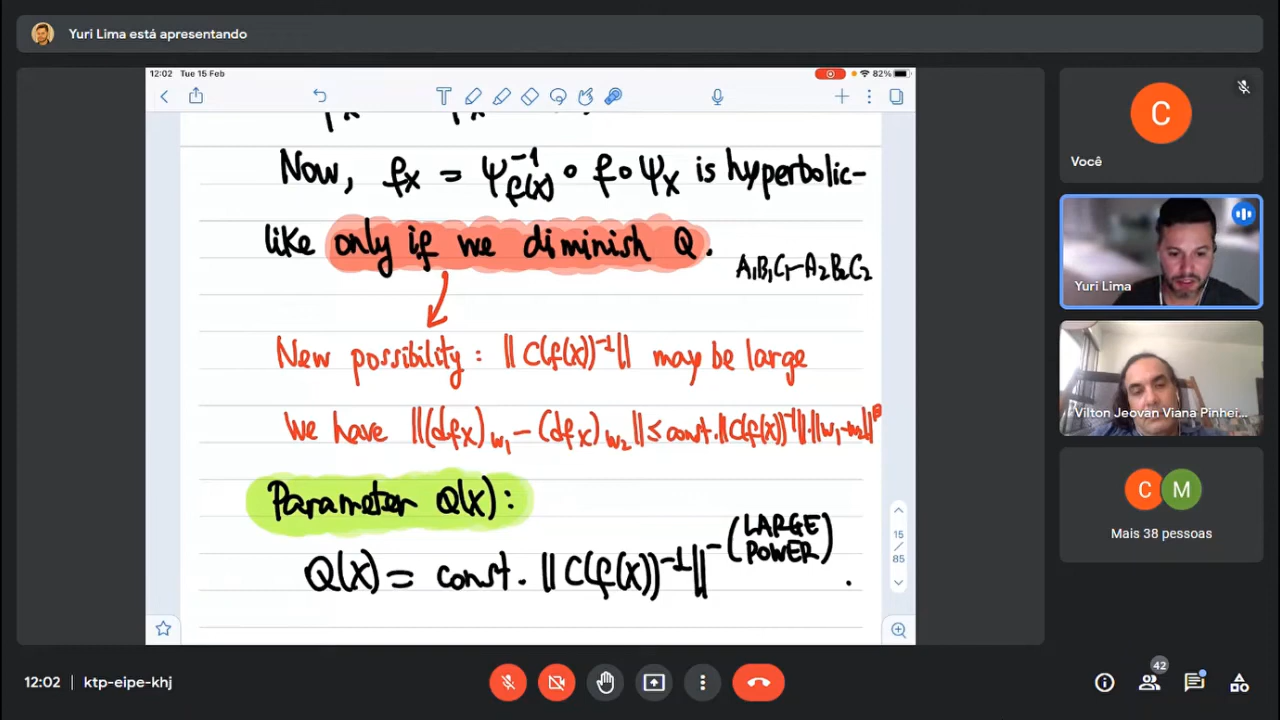 Yuri Lima está apresentando
12:02 Tue 15 Feb
82%
T
Now, fx = Ψ_{f(x)}^{-1} ∘ f ∘ Ψx is hyperbolic-
like only if we diminish Q.
A₁B₁C₁-A₂B₂C₂
New possibility: ||C(f(x))^{-1}|| may be large
We have ||(dfx)_{w₁} - (dfx)_{w₂}|| ≤ const.||C(f(x))^{-1}||.||w₁-w₂||^β
Parameter Q(x):
Q(x) = const. ||C(f(x))^{-1}||^{-(LARGE POWER)}.
15
/
85
C
Você
Yuri Lima
Vilton Jeovan Viana Pinhei...
C M
Mais 38 pessoas
12:02 | ktp-eipe-khj
42